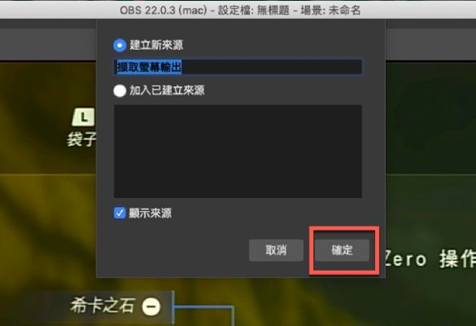 OBS 22.0.3 (mac) - 設定檔: 無標題 - 場景: 未命名
建立新來源
擷取螢幕輸出
加入已建立來源
L
袋子
顯示來源
取消
確定
Zero 操作
希卡之石